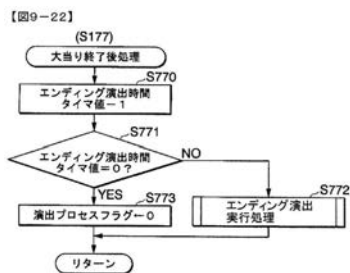 【図9-22】
(S177)
大当り終了後処理
S770
エンディング演出時間
タイマ値-1
S771
エンディング演出時間
タイマ値=0?
NO
YES
S773
演出プロセスフラグ←0
S772
エンディング演出
実行処理
リターン